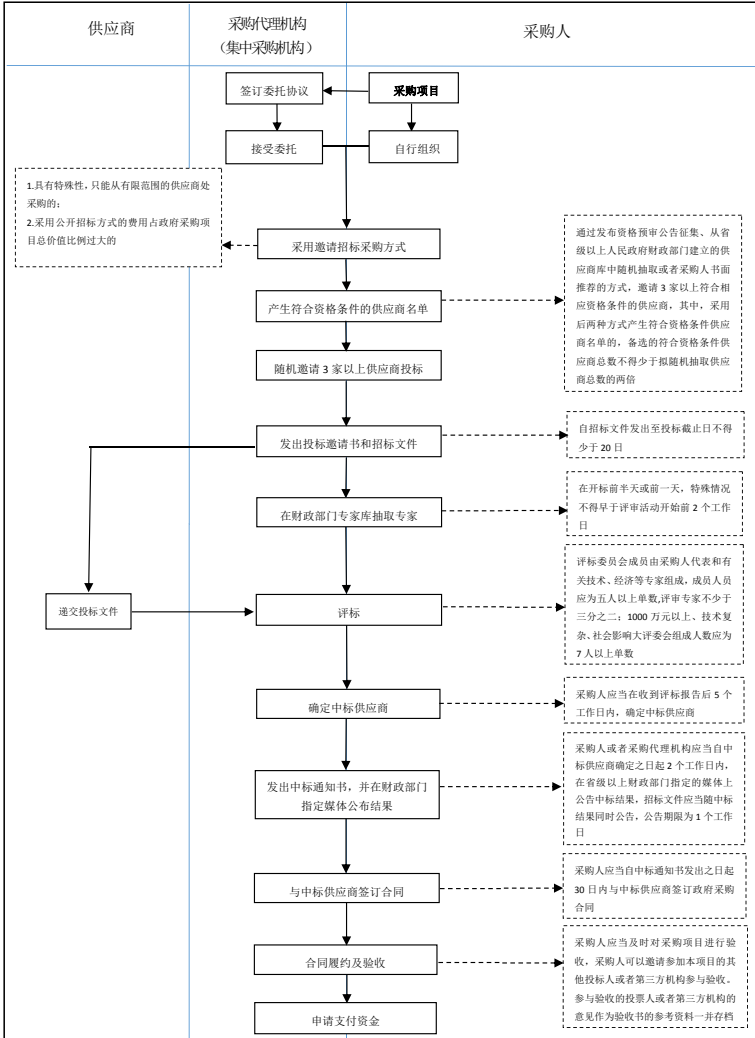 供应商
采购代理机构
（集中采购机构）
采购人
签订委托协议
采购项目
接受委托
自行组织
1.具有特殊性，只能从有限范围的供应商处
采购的；
2.采用公开招标方式的费用占政府采购项
目总价值比例过大的
采用邀请招标采购方式
通过发布资格预审公告征集、从省
级以上人民政府财政部门建立的供
应商库中随机抽取或者采购人书面
推荐的方式，邀请 3 家以上符合相
应资格条件的供应商，其中，采用
后两种方式产生符合资格条件供应
商名单的，备选的符合资格条件供
应商总数不得少于拟随机抽取供应
商总数的两倍
产生符合资格条件的供应商名单
随机邀请 3 家以上供应商投标
发出投标邀请书和招标文件
自招标文件发出至投标截止日不得
少于 20 日
在财政部门专家库抽取专家
在开标前半天或前一天，特殊情况
不得早于评审活动开始前 2 个工作
日
递交投标文件
评标
评标委员会成员由采购人代表和有
关技术、经济等专家组成，成员人员
应为五人以上单数,评审专家不少于
三分之二；1000 万元以上、技术复
杂、社会影响大评委会组成人数应为
7 人以上单数
确定中标供应商
采购人应当在收到评标报告后 5 个
工作日内，确定中标供应商
发出中标通知书，并在财政部门
指定媒体公布结果
采购人或者采购代理机构应当自中
标供应商确定之日起 2 个工作日内，
在省级以上财政部门指定的媒体上
公告中标结果，招标文件应当随中标
结果同时公告，公告期限为 1 个工作
日
与中标供应商签订合同
采购人应当自中标通知书发出之日起
30 日内与中标供应商签订政府采购
合同
合同履约及验收
采购人应当及时对采购项目进行验
收，采购人可以邀请参加本项目的其
他投标人或者第三方机构参与验收。
参与验收的投票人或者第三方机构的
意见作为验收书的参考资料一并存档
申请支付资金